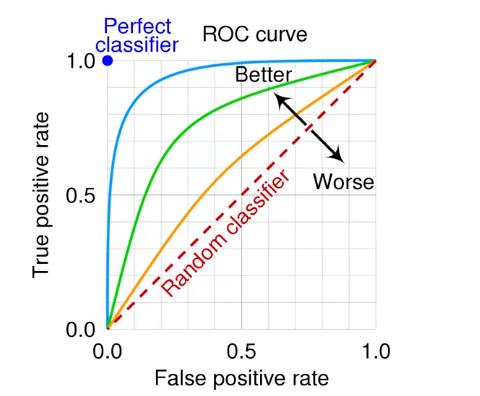 Perfect
classifier
ROC curve
1.0
Better
True positive rate
0.5
Worse
Random classifier
0.0
0.0
0.5
1.0
False positive rate